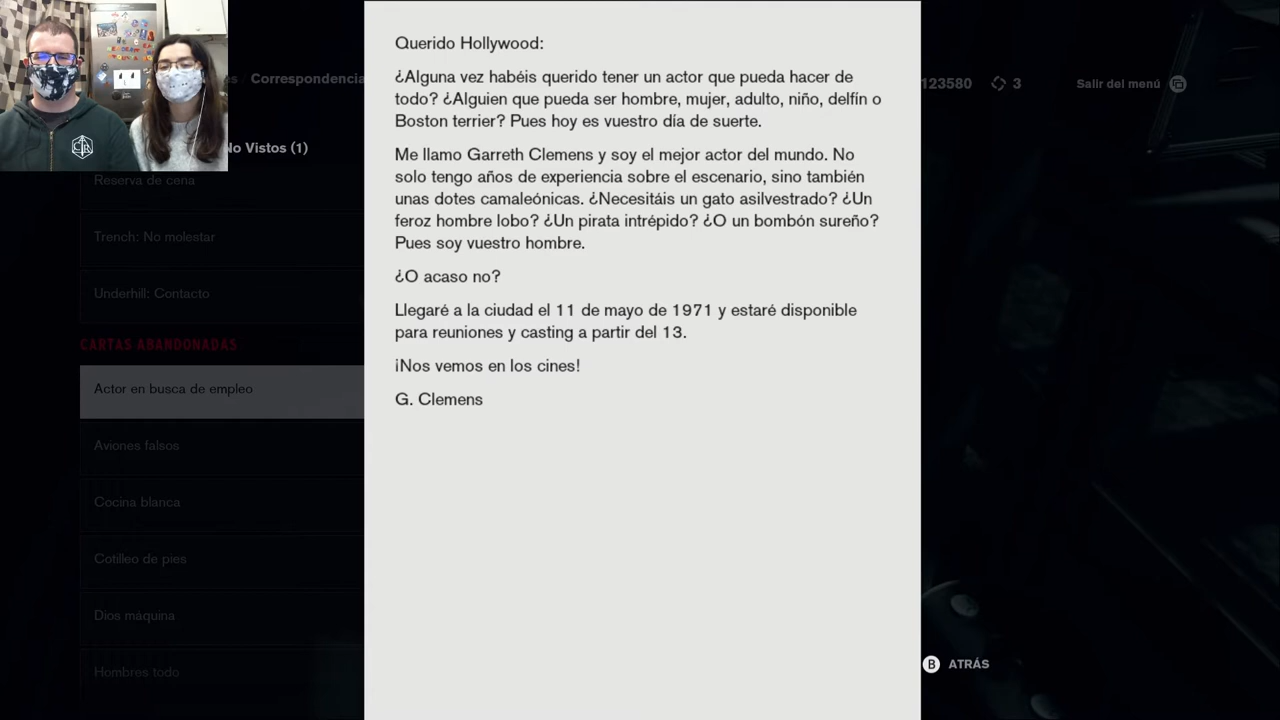 Correspondencia
123580
3
Salir del menú
No Vistos (1)
Reserva de cena
Trench: No molestar
Underhill: Contacto
CARTAS ABANDONADAS
Actor en busca de empleo
Aviones falsos
Cocina blanca
Cotilleo de pies
Dios máquina
Hombres todo
Querido Hollywood:
¿Alguna vez habéis querido tener un actor que pueda hacer de
todo? ¿Alguien que pueda ser hombre, mujer, adulto, niño, delfín o
Boston terrier? Pues hoy es vuestro día de suerte.
Me llamo Garreth Clemens y soy el mejor actor del mundo. No
solo tengo años de experiencia sobre el escenario, sino también
unas dotes camaleónicas. ¿Necesitáis un gato asilvestrado? ¿Un
feroz hombre lobo? ¿Un pirata intrépido? ¿O un bombón sureño?
Pues soy vuestro hombre.
¿O acaso no?
Llegaré a la ciudad el 11 de mayo de 1971 y estaré disponible
para reuniones y casting a partir del 13.
¡Nos vemos en los cines!
G. Clemens
B ATRÁS